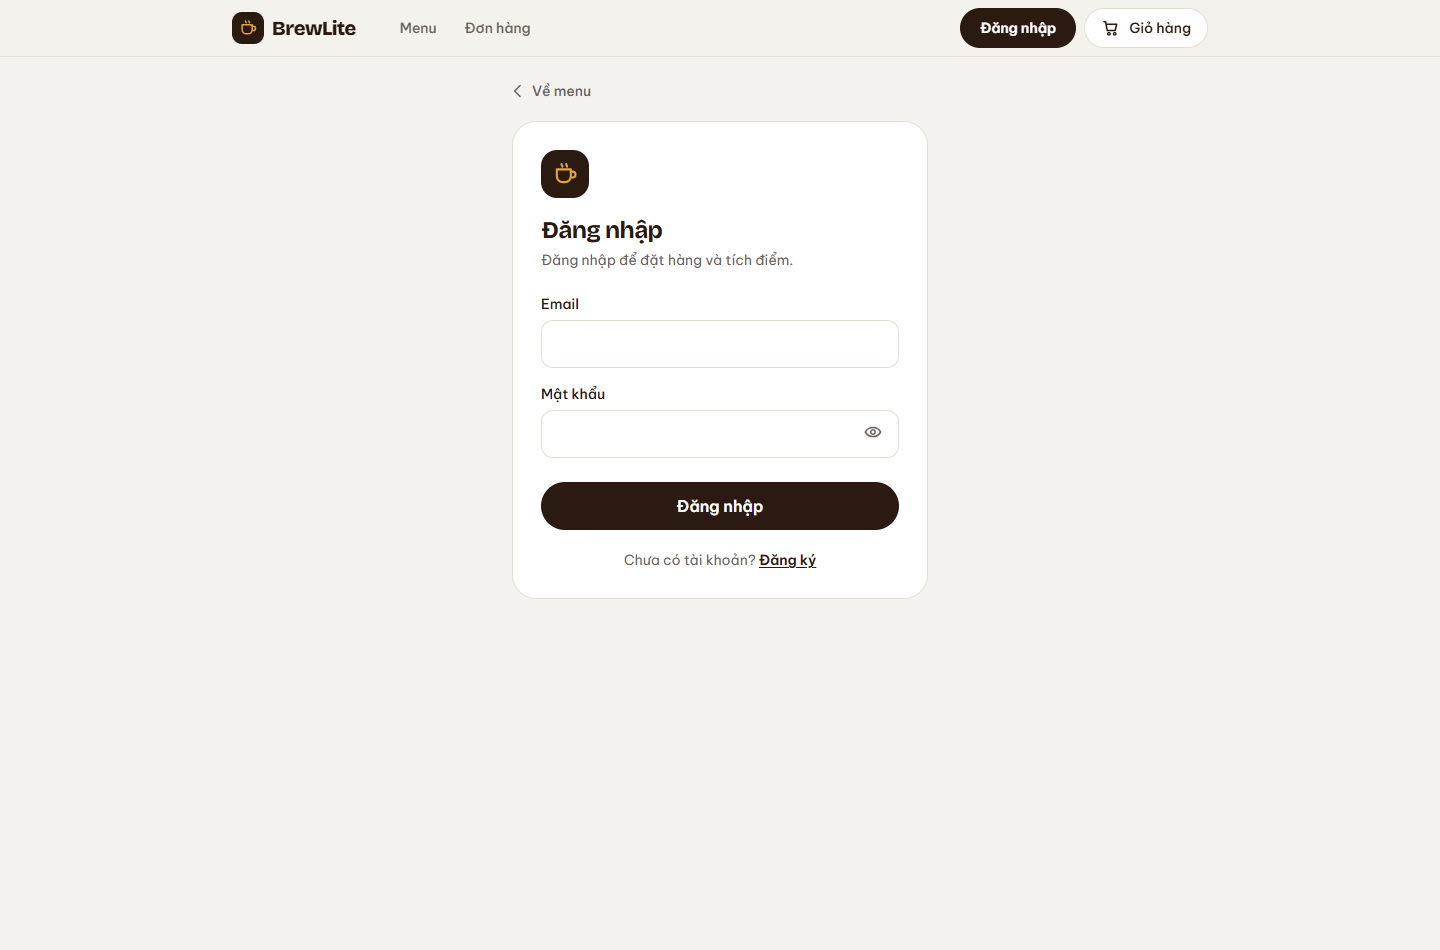 BrewLite
Menu
Đơn hàng
Đăng nhập
Giỏ hàng
Về menu
Đăng nhập
Đăng nhập để đặt hàng và tích điểm.
Email
Mật khẩu
Đăng nhập
Chưa có tài khoản? Đăng ký